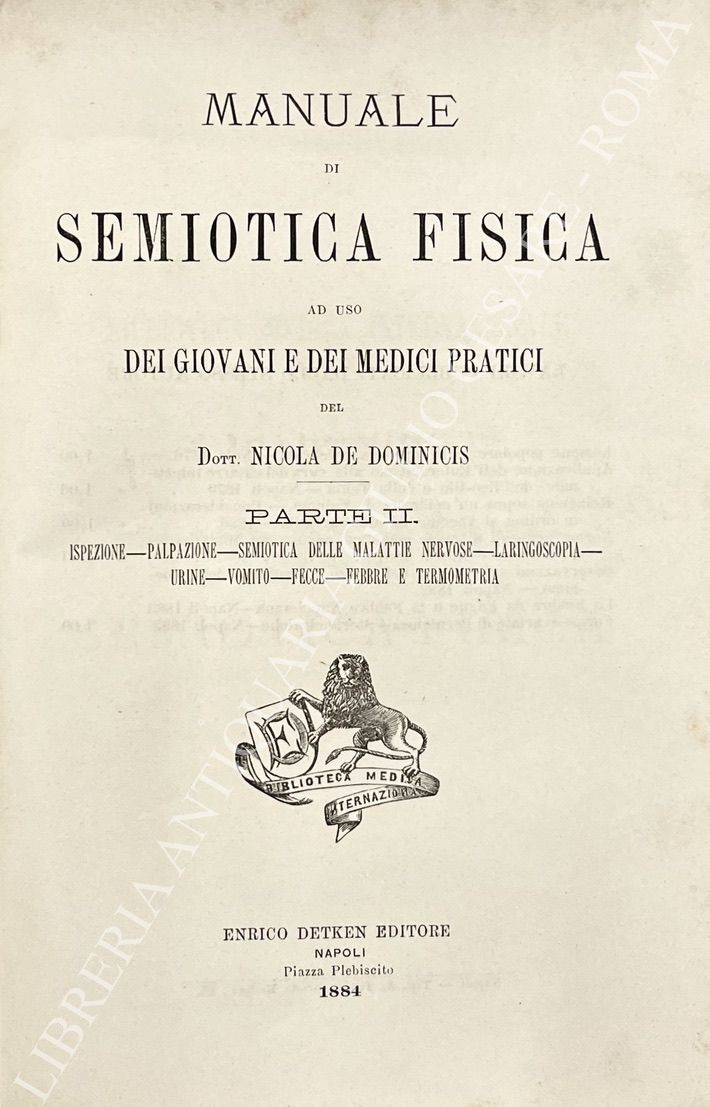 MANUALE
DI
SEMIOTICA FISICA
AD USO
DEI GIOVANI E DEI MEDICI PRATICI
DEL
DOTT. NICOLA DE DOMINICIS
PARTE II.
ISPEZIONE—PALPAZIONE—SEMIOTICA DELLE MALATTIE NERVOSE—LARINGOSCOPIA—
URINE—VOMITO—FECCE—FEBBRE E TERMOMETRIA
E
BIBLIOTECA MEDICA
INTERNAZIONA
ENRICO DETKEN EDITORE
NAPOLI
Piazza Plebiscito
1884
LIBRERIA ANTIQUARIA GIULIO CESARE - ROMA